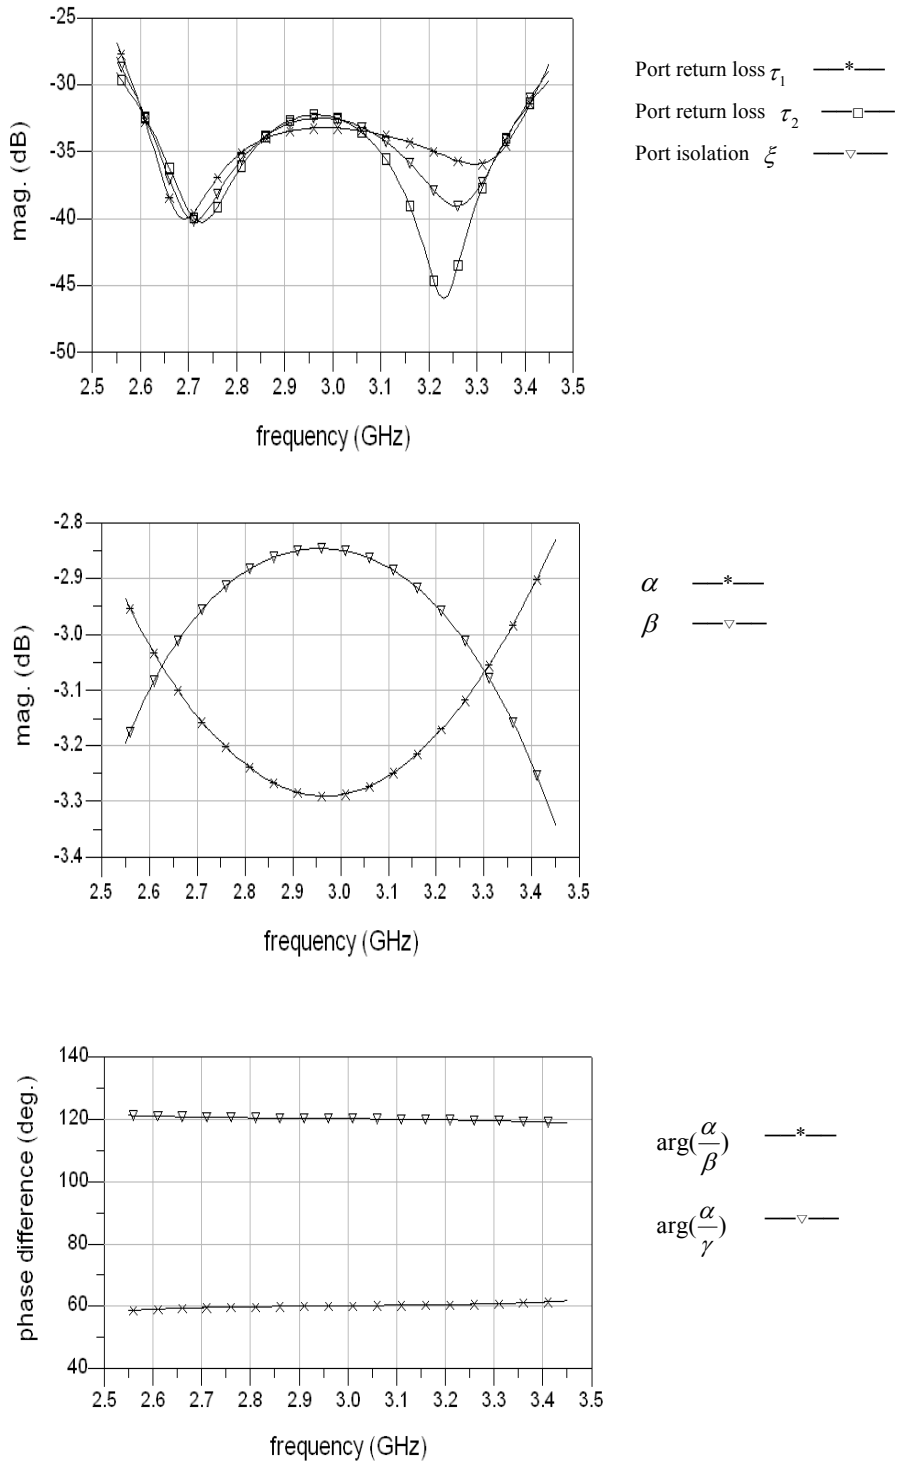 -25
-30
-35
-40
-45
-50
mag. (dB)
2.5 2.6 2.7 2.8 2.9 3.0 3.1 3.2 3.3 3.4 3.5
frequency (GHz)
Port return loss τ₁
Port return loss τ₂
Port isolation ξ
-2.8
-2.9
-3.0
-3.1
-3.2
-3.3
-3.4
mag. (dB)
2.5 2.6 2.7 2.8 2.9 3.0 3.1 3.2 3.3 3.4 3.5
frequency (GHz)
α
β
140
120
100
80
60
40
phase difference (deg.)
2.5 2.6 2.7 2.8 2.9 3.0 3.1 3.2 3.3 3.4 3.5
frequency (GHz)
arg(α/β)
arg(α/γ)